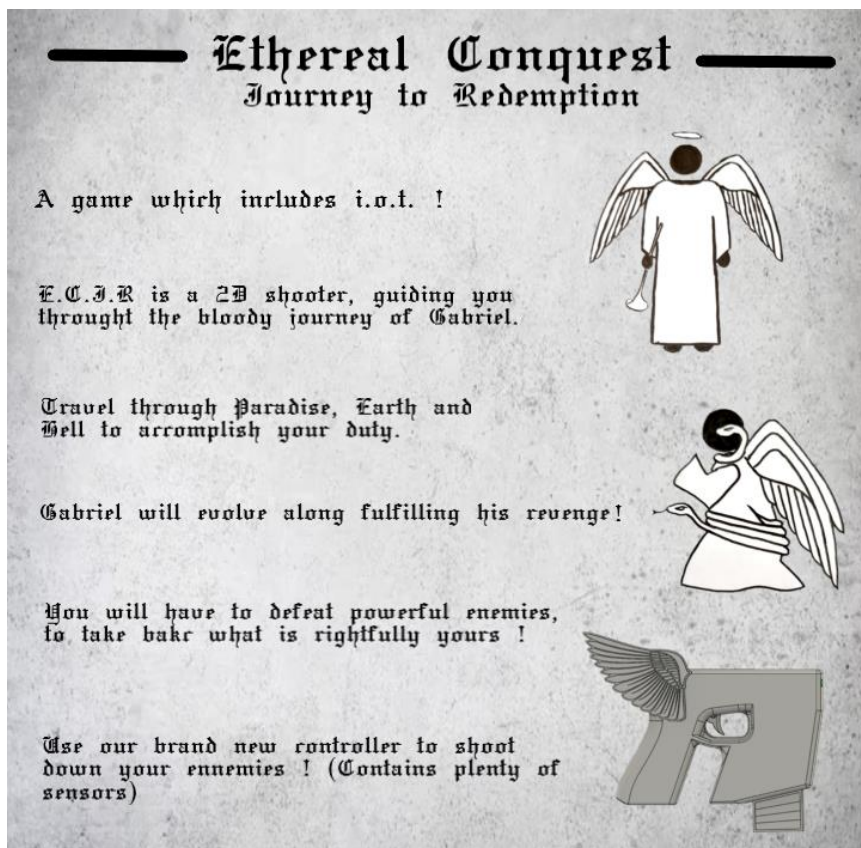 Ethereal Conquest
Journey to Redemption
A game which includes i.o.t. !
E.C.J.R is a 2D shooter, guiding you
throught the bloody journey of Gabriel.
Travel through Paradise, Earth and
Hell to accomplish your duty.
Gabriel will evolve along fulfilling his revenge!
You will have to defeat powerful enemies,
to take bakc what is rightfully yours !
Use our brand new controller to shoot
down your ennemies ! (Contains plenty of
sensors)